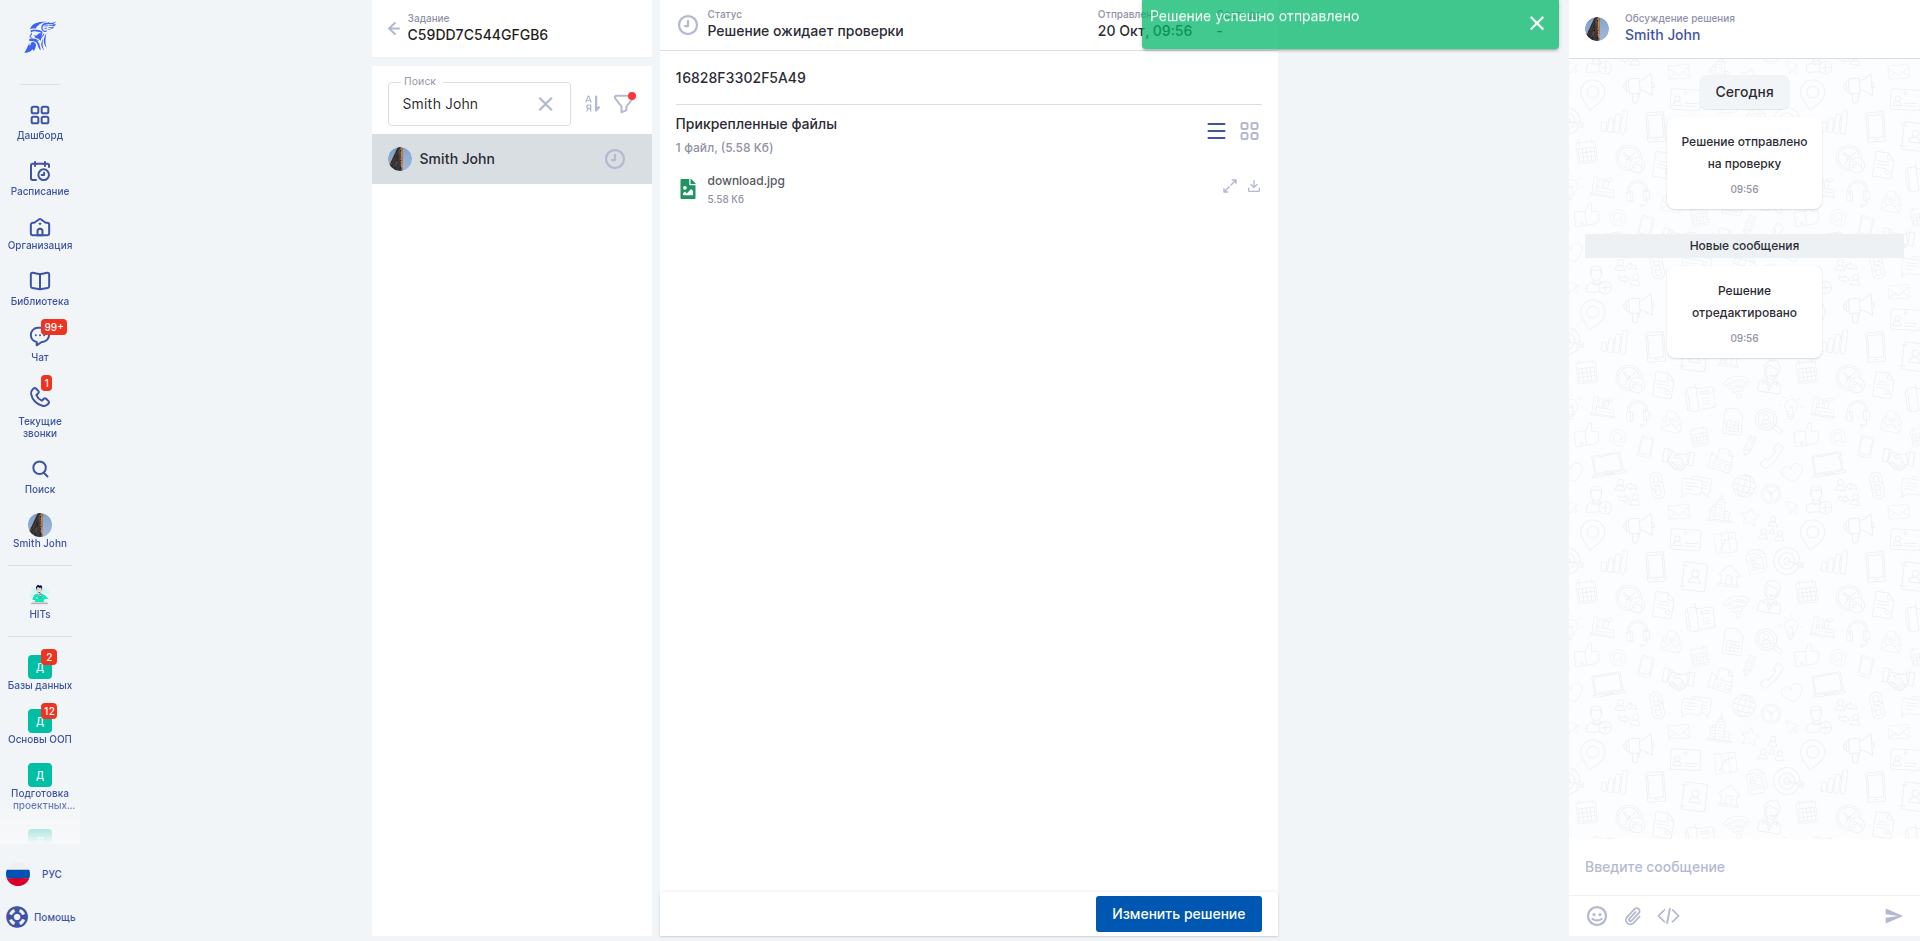 Дашборд
Расписание
Организация
Библиотека
99+
Чат
1
Текущие
звонки
Поиск
Smith John
HITs
Д
2
Базы данных
Д
12
Основы ООП
Д
Подготовка
проектных...
РУС
Помощь
Задание
C59DD7C544GFGB6
Поиск
Smith John
А
Я
Smith John
Статус
Решение ожидает проверки
20 Окт, 09:56
-
Решение успешно отправлено
16828F3302F5A49
Прикрепленные файлы
1 файл, (5.58 Кб)
download.jpg
5.58 Кб
Изменить решение
Обсуждение решения
Smith John
Сегодня
Решение отправлено
на проверку
09:56
Новые сообщения
Решение
отредактировано
09:56
Введите сообщение